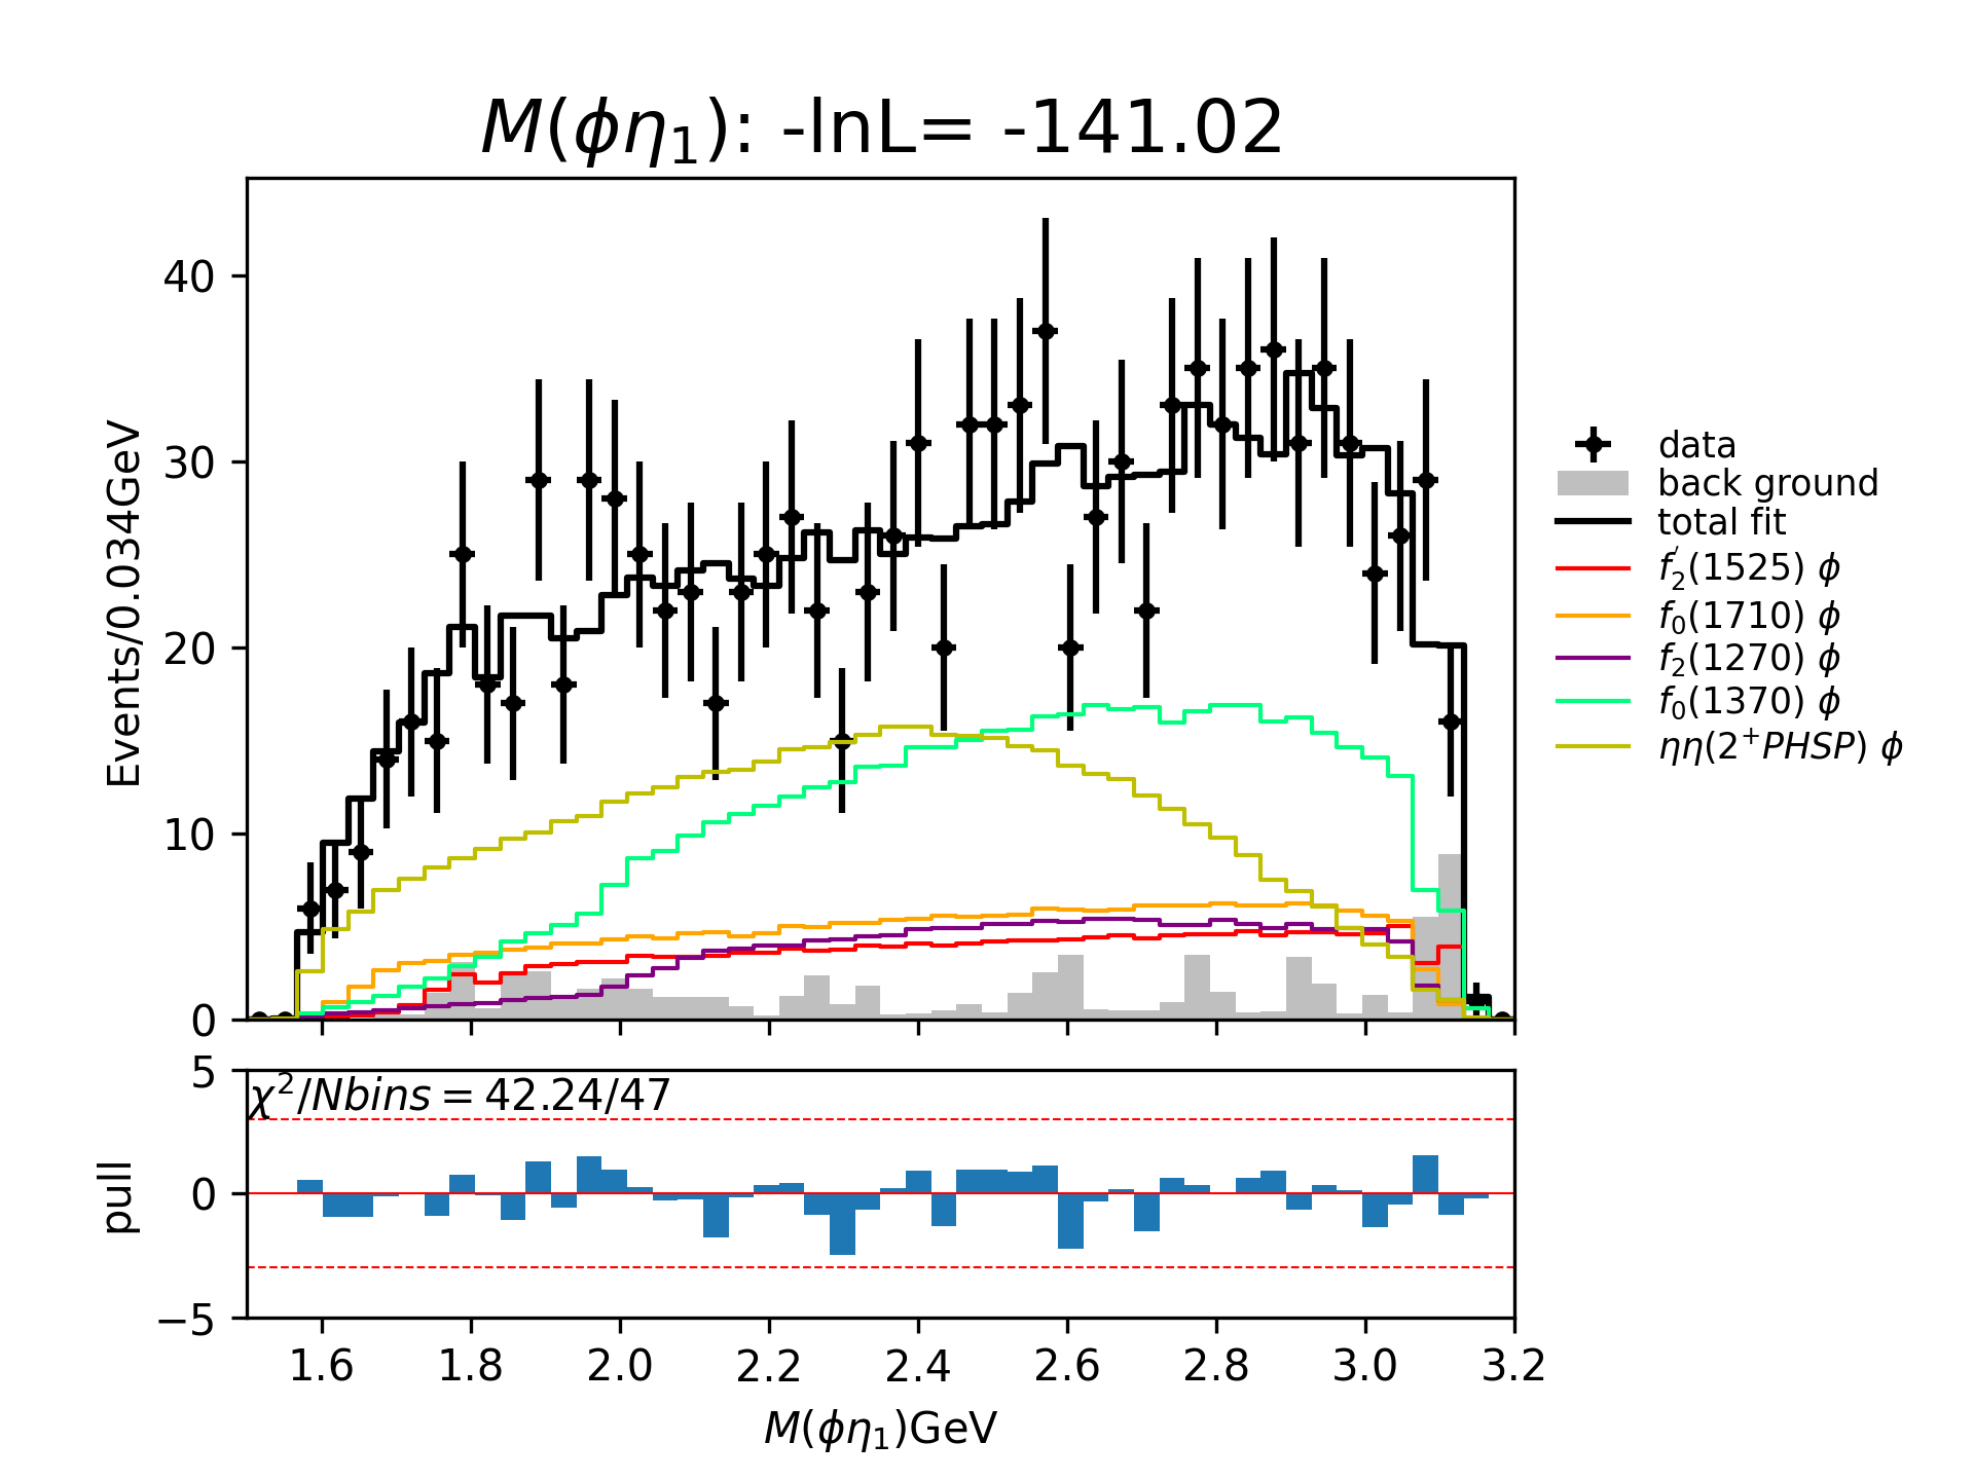 M(ϕη₁): -lnL= -141.02
Events/0.034GeV
40
30
20
10
0
data
back ground
total fit
f₂′(1525) ϕ
f₀(1710) ϕ
f₂(1270) ϕ
f₀(1370) ϕ
ηη(2⁺PHSP) ϕ
χ²/Nbins = 42.24/47
pull
5
0
−5
1.6 1.8 2.0 2.2 2.4 2.6 2.8 3.0 3.2
M(ϕη₁)GeV